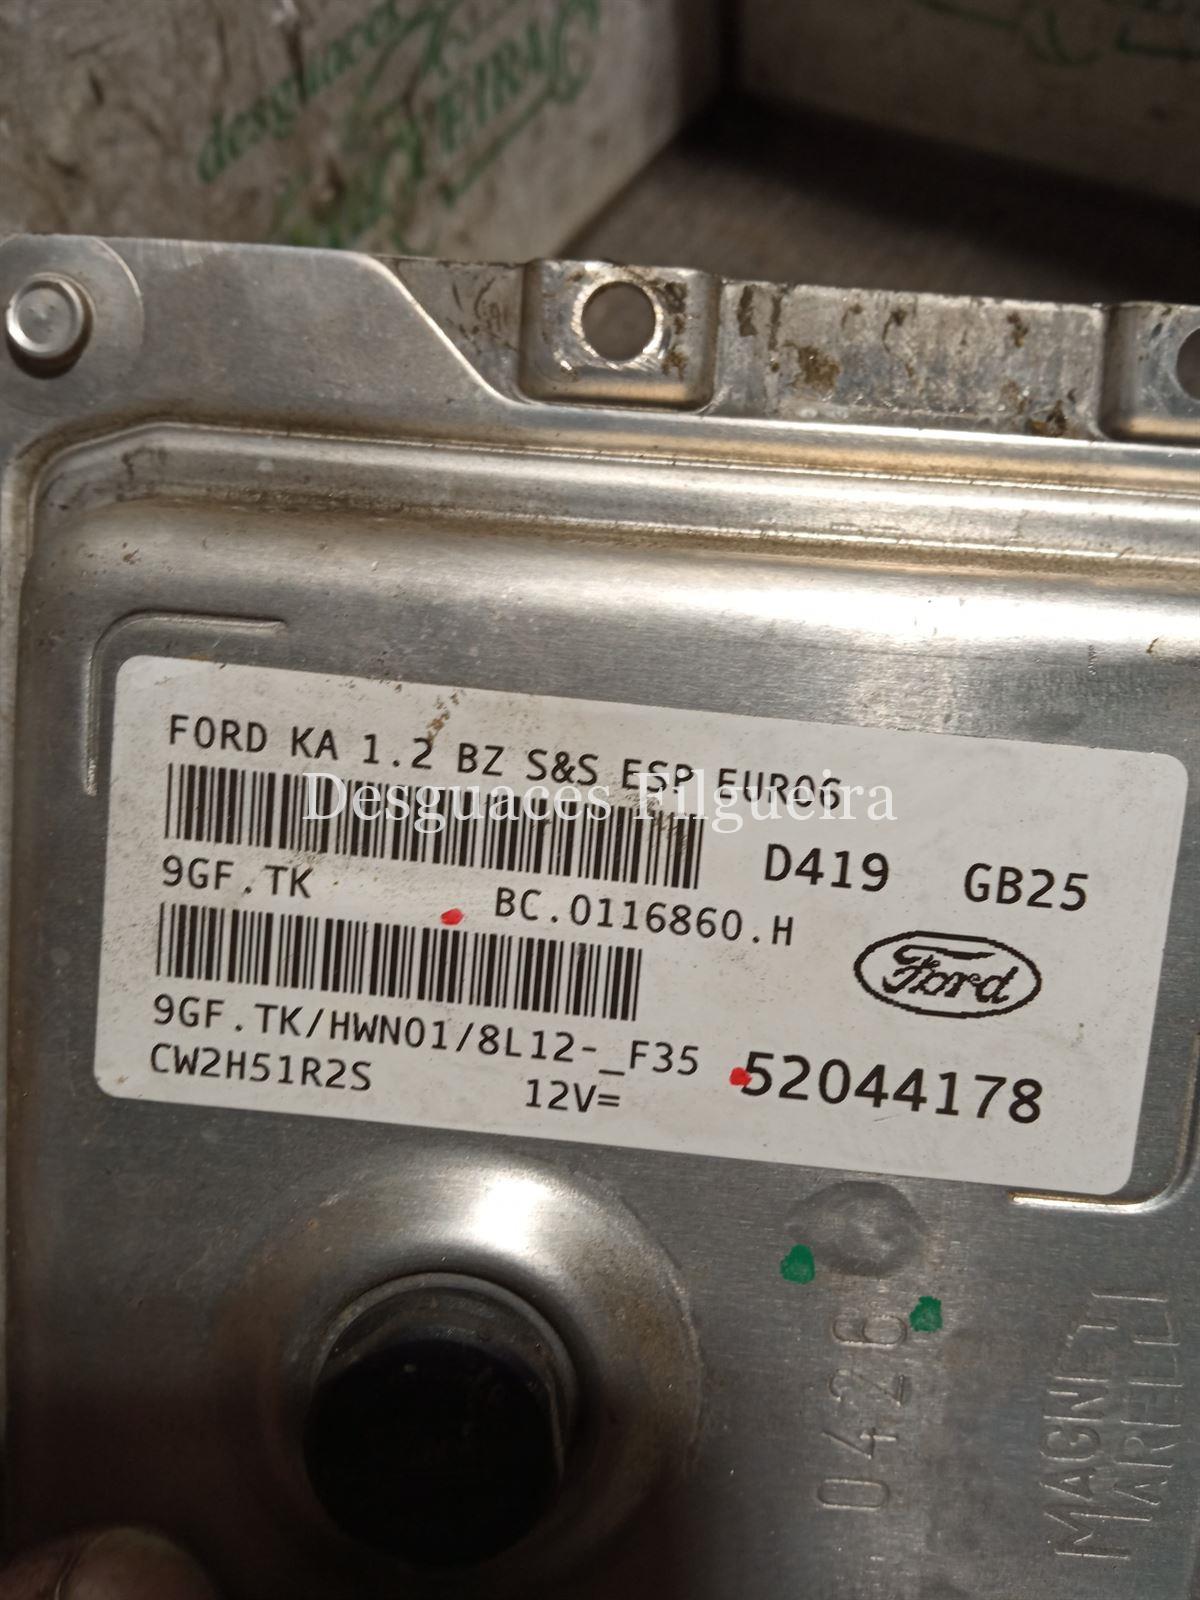 desguaces
FORD KA 1.2 BZ S&S ESP EURO6
Desguaces Filgueira
D419 GB25
9GF.TK BC.0116860.H
Ford
9GF.TK/HWN01/8L12-_F35
52044178
CW2H51R2S 12V=
0426
MAGNETI
MARELLI